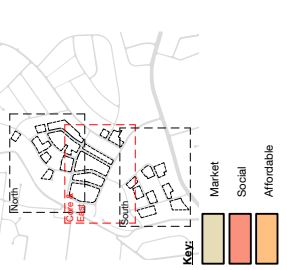 North
Core &
East
South
Key:
Market
Social
Affordable